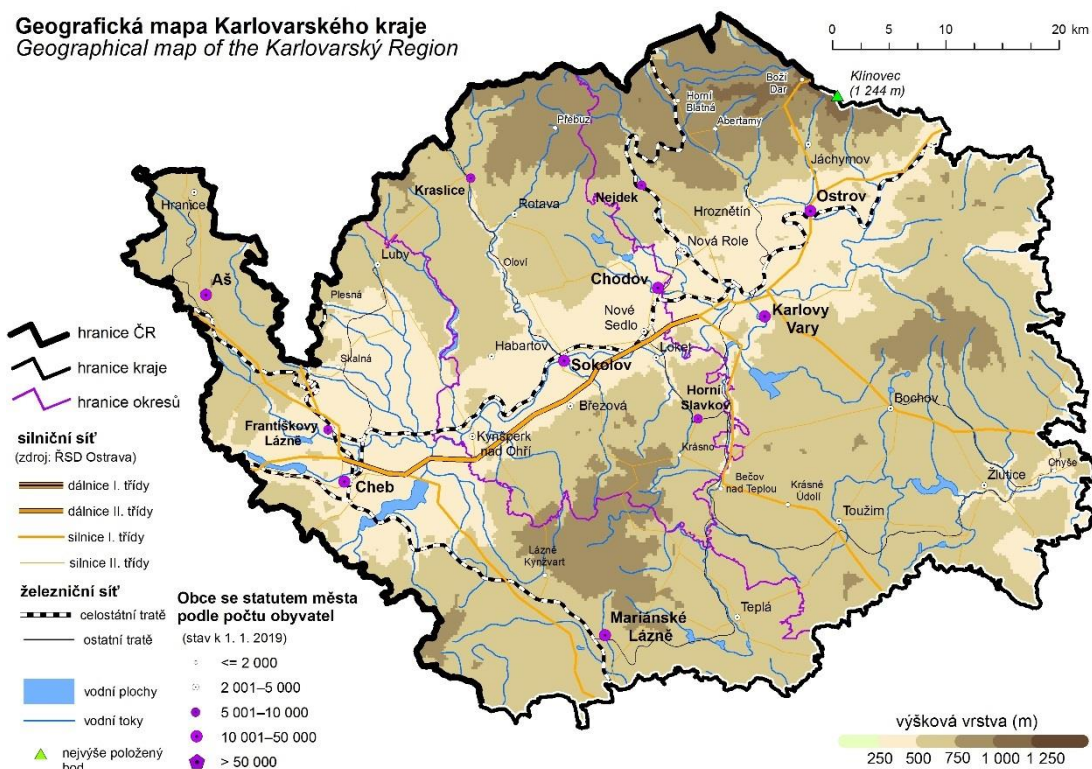 Geografická mapa Karlovarského kraje
Geographical map of the Karlovarský Region
0 5 10 20 km
Klínovec
(1 244 m)
Boží
Dar
Horní
Blatná
Abertamy
Přebuz
Jáchymov
Kraslice
Nejdek
Ostrov
Hranice
Rotava
Hroznětín
Nová Role
Luby
Oloví
Aš
Chodov
Plesná
Karlovy
Vary
Nové
Sedlo
Skalná
Habartov
Sokolov
Loket
Horní
Slavkov
Březová
Bochov
Františkovy
Lázně
Kynšperk
nad Ohří
Krásno
Chyše
Cheb
Bečov
nad Teplou
Krásné
Údolí
Žlutice
Toužim
Lázně
Kynžvart
Teplá
Mariánské
Lázně
hranice ČR
hranice kraje
hranice okresů
silniční síť
(zdroj: ŘSD Ostrava)
dálnice I. třídy
dálnice II. třídy
silnice I. třídy
silnice II. třídy
železniční síť
celostátní tratě
ostatní tratě
vodní plochy
vodní toky
nejvýše položený
bod
Obce se statutem města
podle počtu obyvatel
(stav k 1. 1. 2019)
<= 2 000
2 001–5 000
5 001–10 000
10 001–50 000
> 50 000
výšková vrstva (m)
250 500 750 1 000 1 250